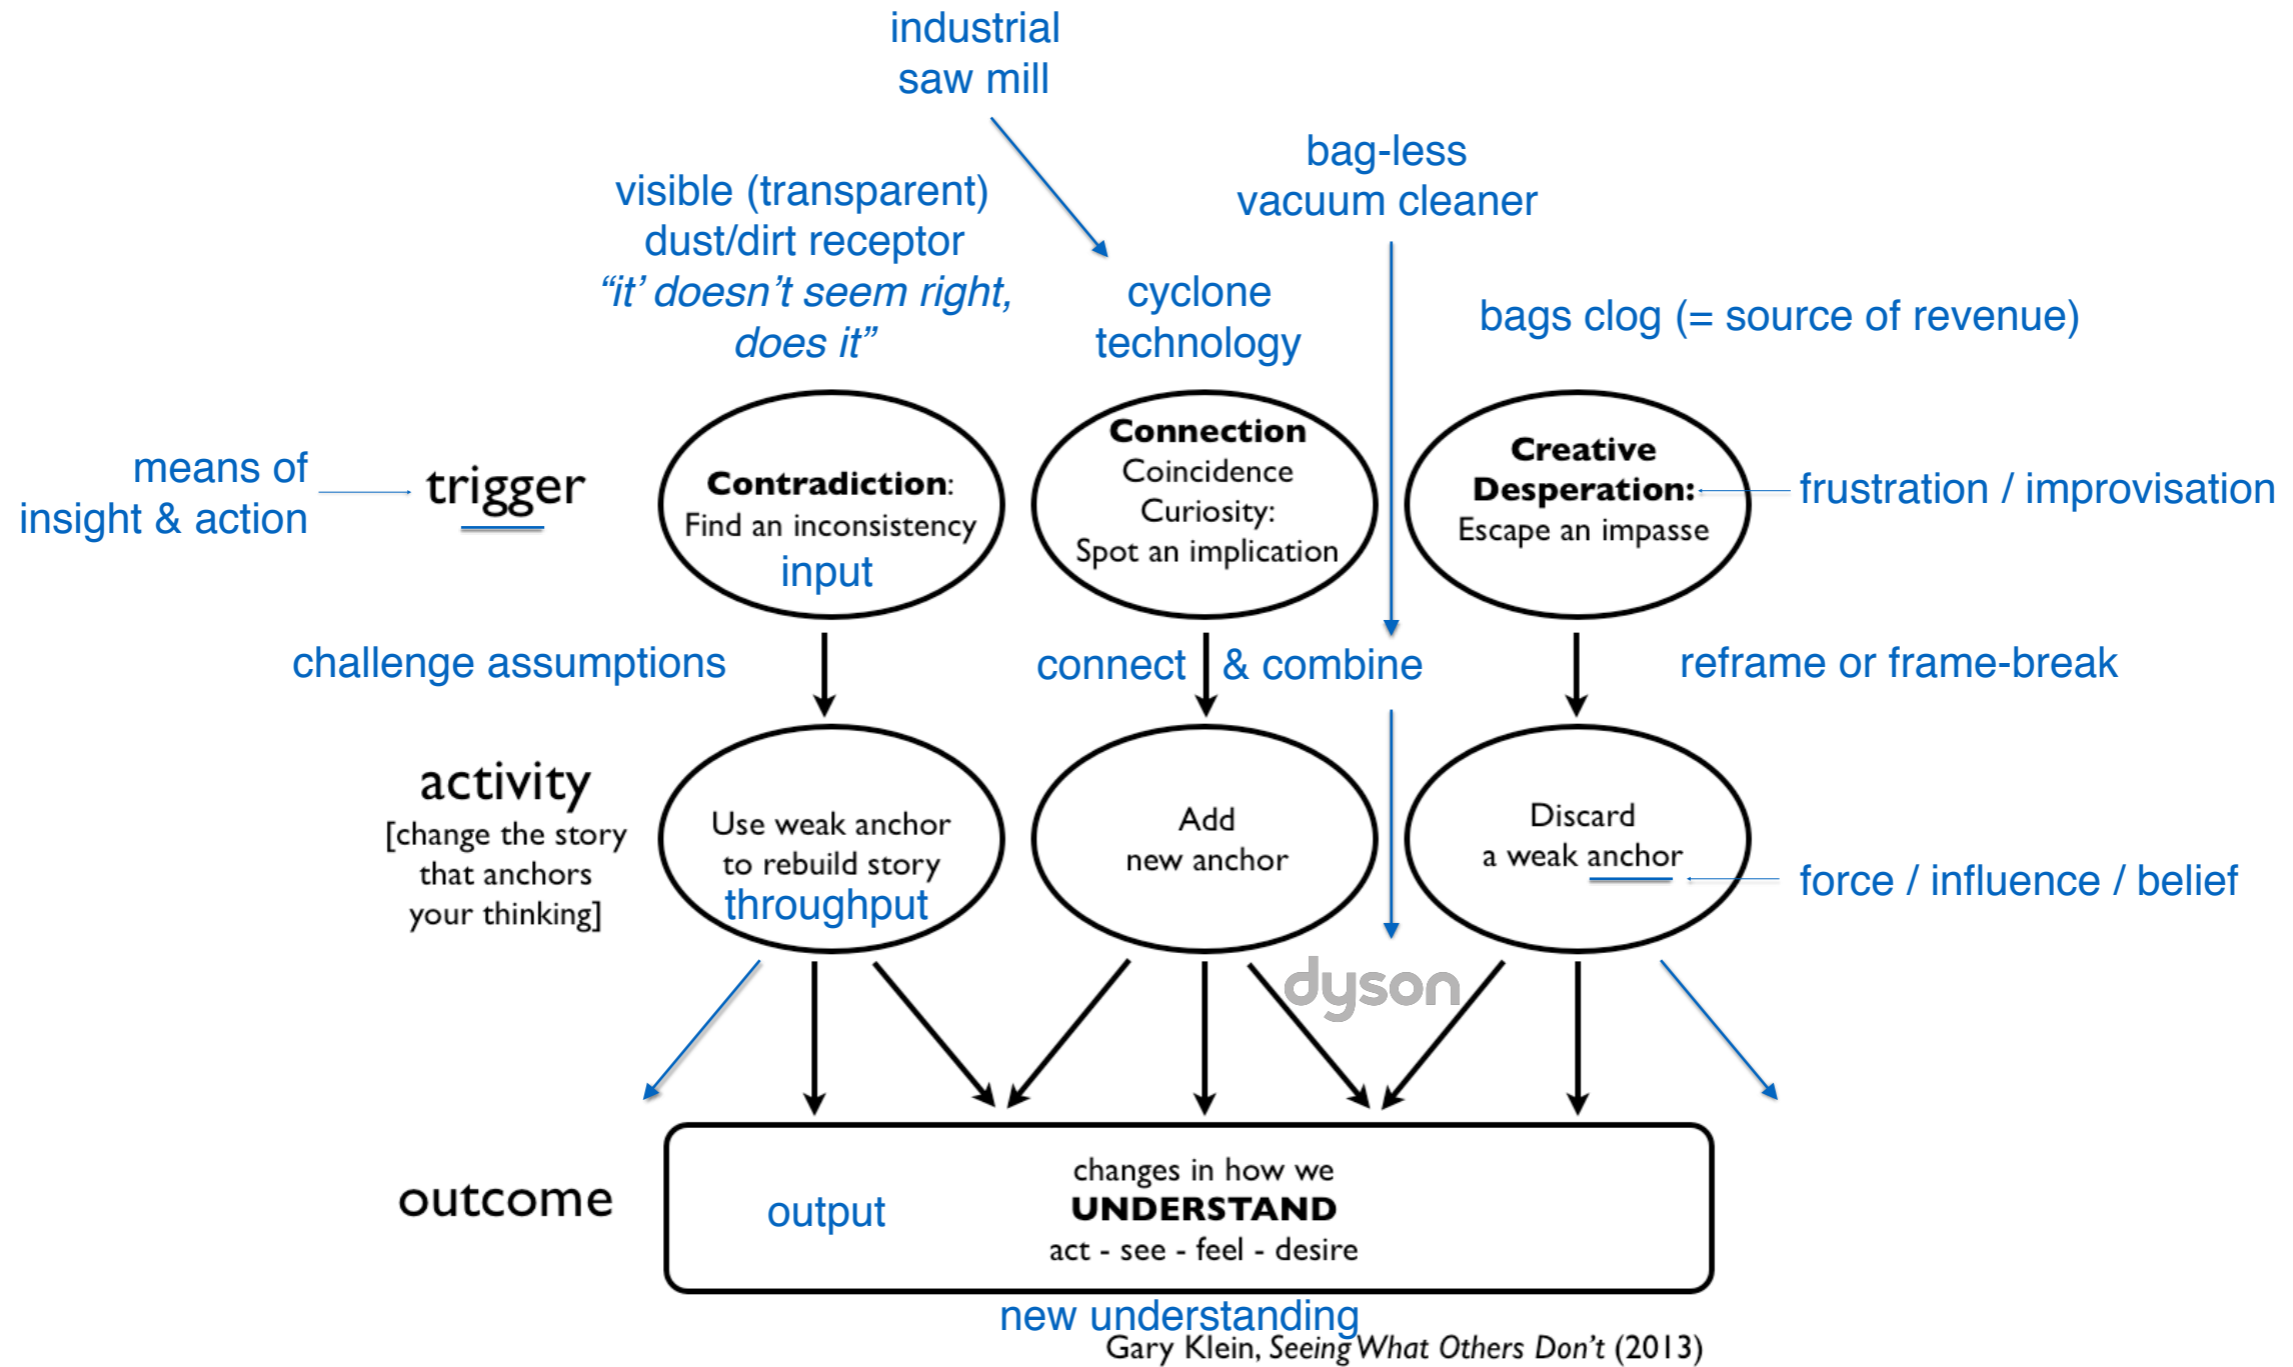 industrial
saw mill
bag-less
vacuum cleaner
visible (transparent)
dust/dirt receptor
“it’ doesn’t seem right,
does it”
cyclone
technology
bags clog (= source of revenue)
means of
insight & action
trigger
Contradiction:
Find an inconsistency
input
Connection
Coincidence
Curiosity:
Spot an implication
Creative
Desperation:
Escape an impasse
frustration / improvisation
challenge assumptions
connect & combine
reframe or frame-break
activity
[change the story
that anchors
your thinking]
Use weak anchor
to rebuild story
throughput
Add
new anchor
Discard
a weak anchor
force / influence / belief
dyson
outcome
output
changes in how we
UNDERSTAND
act - see - feel - desire
new understanding
Gary Klein, Seeing What Others Don’t (2013)